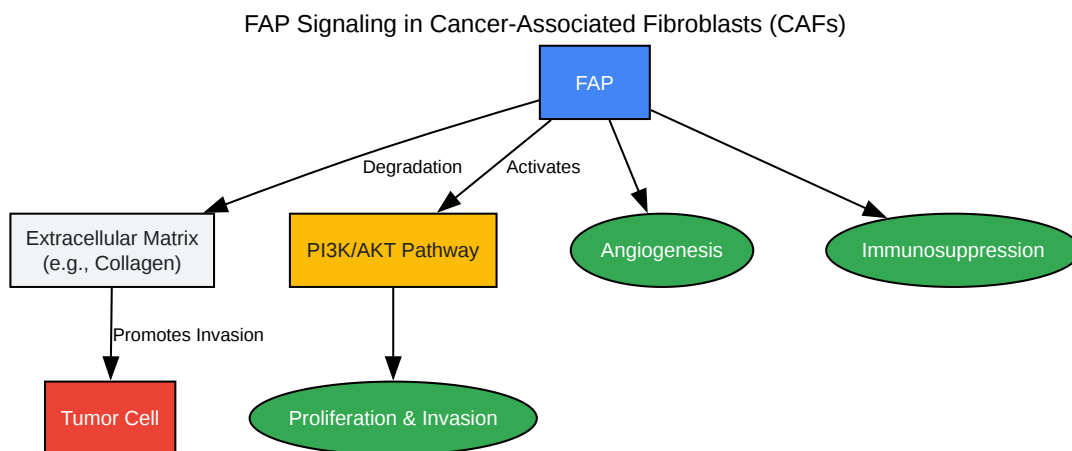 FAP Signaling in Cancer-Associated Fibroblasts (CAFs)
FAP
Degradation
Activates
Extracellular Matrix
(e.g., Collagen)
PI3K/AKT Pathway
Angiogenesis
Immunosuppression
Promotes Invasion
Tumor Cell
Proliferation & Invasion